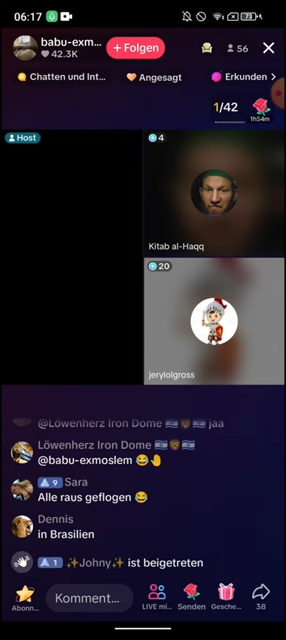 06:17
73
babu-exm...
42.3K
+ Folgen
56
Chatten und Int...
Angesagt
Erkunden
1/42
1h54m
Host
4
Kitab al-Haqq
20
jerylolgross
@Löwenherz Iron Dome 🇮🇱🦁🇮🇱 jaa
Löwenherz Iron Dome 🇮🇱🦁🇮🇱
@babu-exmoslem 😂🤚
9 Sara
Alle raus geflogen 😂
Dennis
in Brasilien
1 ✨Johny✨ ist beigetreten
Kommentar...
Abonn...
LIVE mi...
Senden
Gesche...
38